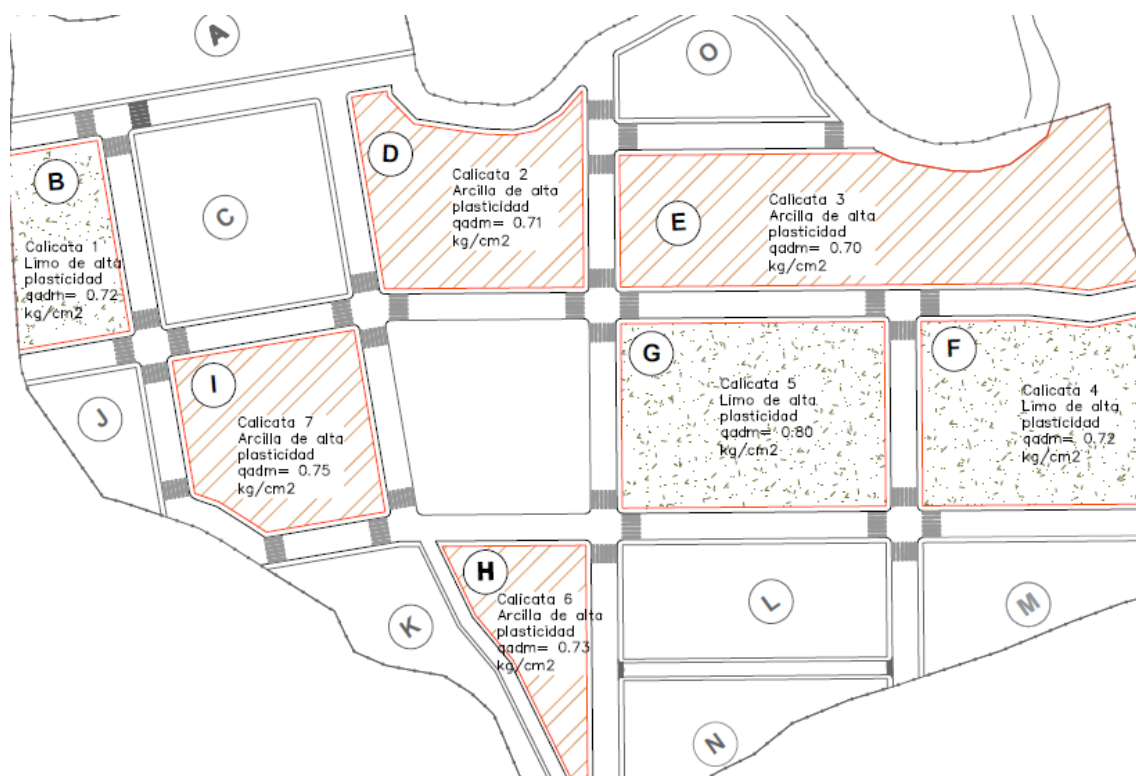 A
O
B
Calicata 1
Limo de alta
plasticidad
qadm= 0.72
kg/cm2
C
D
Calicata 2
Arcilla de alta
plasticidad
qadm= 0.71
kg/cm2
E
Calicata 3
Arcilla de alta
plasticidad
qadm= 0.70
kg/cm2
J
I
Calicata 7
Arcilla de alta
plasticidad
qadm= 0.75
kg/cm2
G
Calicata 5
Limo de alta
plasticidad
qadm= 0.80
kg/cm2
F
Calicata 4
Limo de alta
plasticidad
qadm= 0.72
kg/cm2
K
H
Calicata 6
Arcilla de alta
plasticidad
qadm= 0.73
kg/cm2
L
M
N